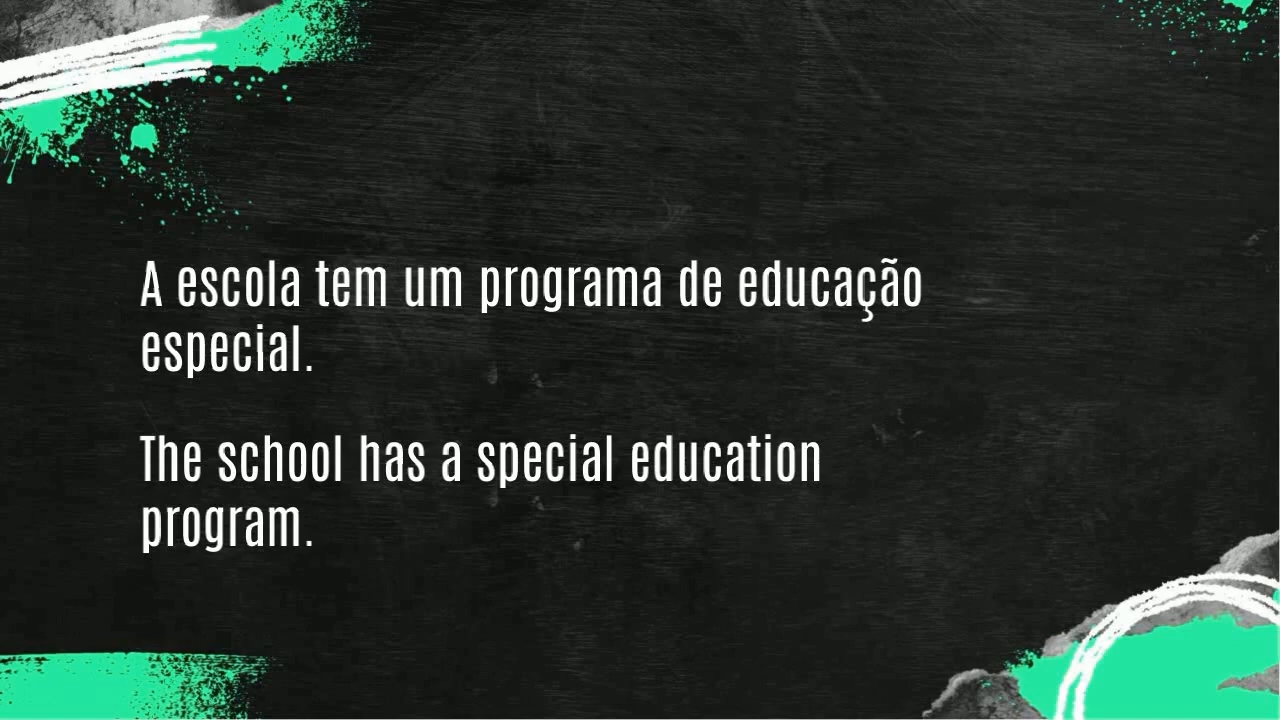 A escola tem um programa de educação
especial.
The school has a special education
program.